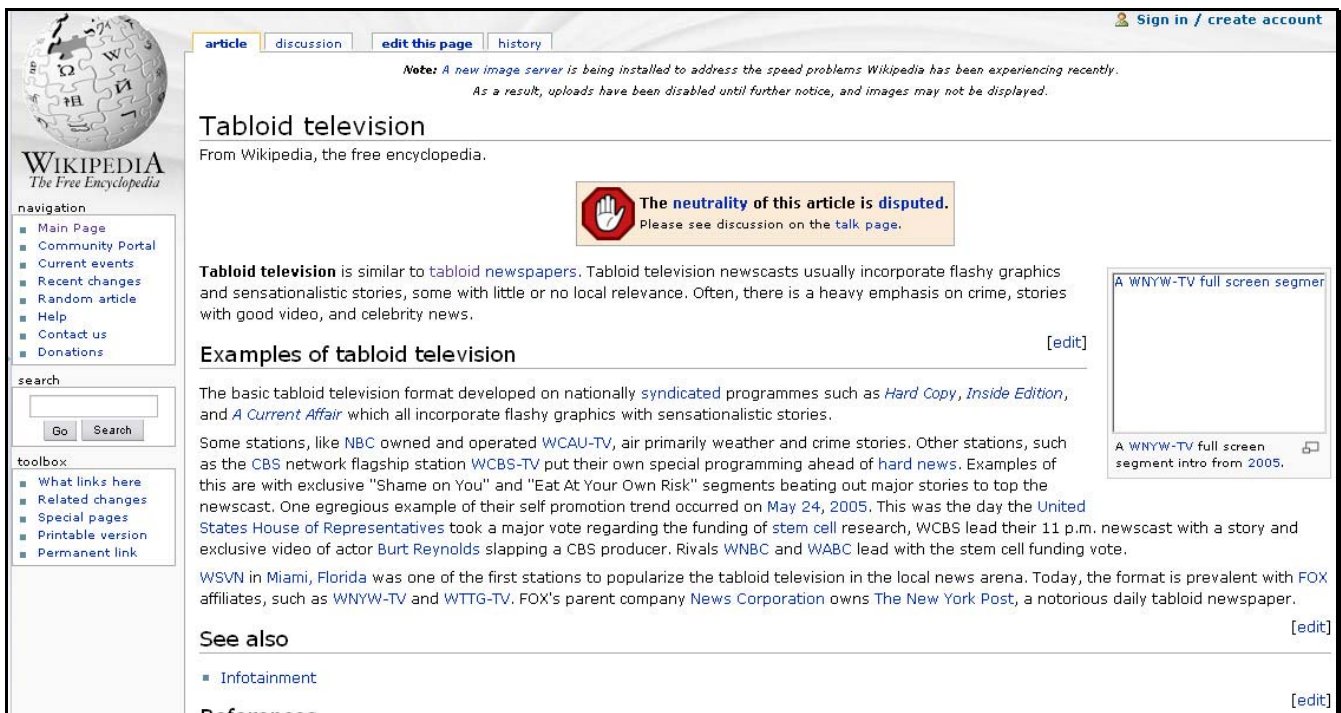 Sign in / create account
article discussion edit this page history
Note: A new image server is being installed to address the speed problems Wikipedia has been experiencing recently.
As a result, uploads have been disabled until further notice, and images may not be displayed.
Tabloid television
From Wikipedia, the free encyclopedia.
The neutrality of this article is disputed.
Please see discussion on the talk page.
Tabloid television is similar to tabloid newspapers. Tabloid television newscasts usually incorporate flashy graphics
and sensationalistic stories, some with little or no local relevance. Often, there is a heavy emphasis on crime, stories
with good video, and celebrity news.
A WNYW-TV full screen segmer
A WNYW-TV full screen
segment intro from 2005.
[edit]
Examples of tabloid television
The basic tabloid television format developed on nationally syndicated programmes such as Hard Copy, Inside Edition,
and A Current Affair which all incorporate flashy graphics with sensationalistic stories.
Some stations, like NBC owned and operated WCAU-TV, air primarily weather and crime stories. Other stations, such
as the CBS network flagship station WCBS-TV put their own special programming ahead of hard news. Examples of
this are with exclusive "Shame on You" and "Eat At Your Own Risk" segments beating out major stories to top the
newscast. One egregious example of their self promotion trend occurred on May 24, 2005. This was the day the United
States House of Representatives took a major vote regarding the funding of stem cell research, WCBS lead their 11 p.m. newscast with a story and
exclusive video of actor Burt Reynolds slapping a CBS producer. Rivals WNBC and WABC lead with the stem cell funding vote.
WSVN in Miami, Florida was one of the first stations to popularize the tabloid television in the local news arena. Today, the format is prevalent with FOX
affiliates, such as WNYW-TV and WTTG-TV. FOX's parent company News Corporation owns The New York Post, a notorious daily tabloid newspaper.
[edit]
See also
Infotainment
[edit]
WIKIPEDIA
The Free Encyclopedia
navigation
Main Page
Community Portal
Current events
Recent changes
Random article
Help
Contact us
Donations
search
Go Search
toolbox
What links here
Related changes
Special pages
Printable version
Permanent link